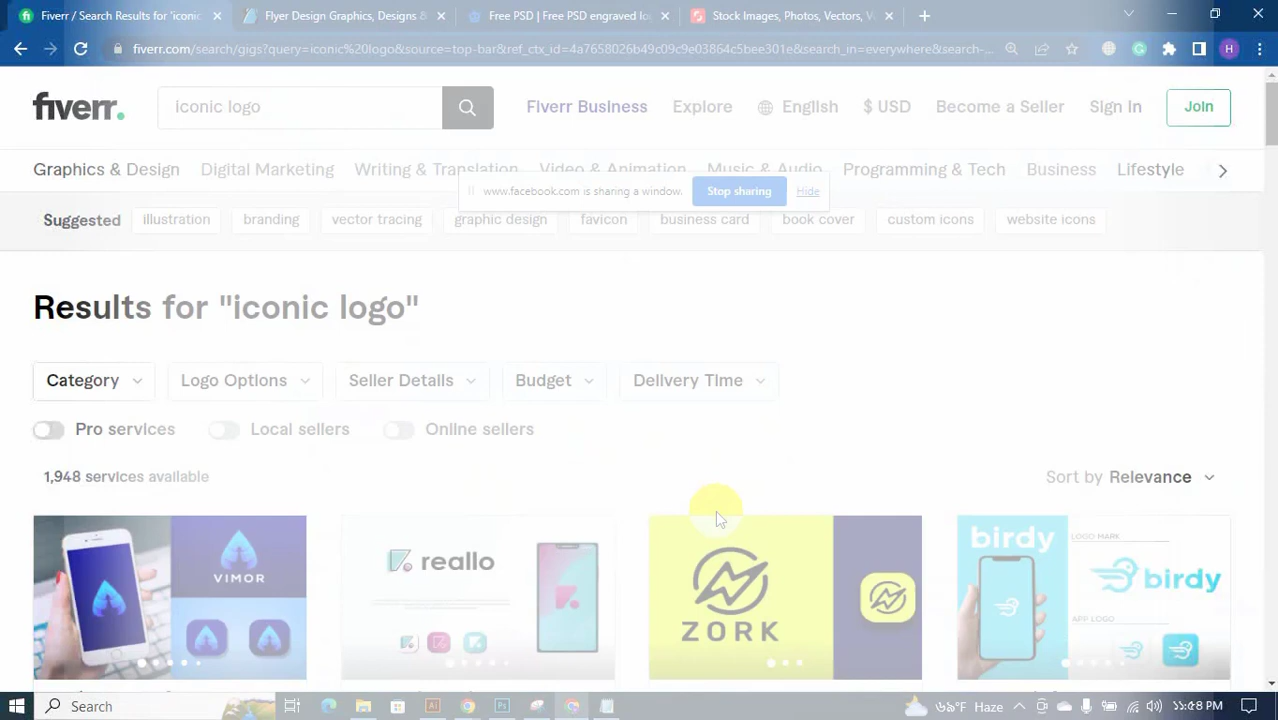 Fiverr / Search Results for 'iconic
Flyer Design Graphics, Designs &
Free PSD | Free PSD engraved log
Stock Images, Photos, Vectors, V
fiverr.com/search/gigs?query=iconic%20logo&source=top-bar&ref_ctx_id=4a7658026b49c09c9e03864c5bee301e&search_in=everywhere&search-...
H
fiverr.
iconic logo
Fiverr Business
Explore
English
$ USD
Become a Seller
Sign In
Join
Graphics & Design
Digital Marketing
Writing & Translation
Video & Animation
Music & Audio
Programming & Tech
Business
Lifestyle
www.facebook.com is sharing a window.
Stop sharing
Hide
Suggested
illustration
branding
vector tracing
graphic design
favicon
business card
book cover
custom icons
website icons
Results for "iconic logo"
Category
Logo Options
Seller Details
Budget
Delivery Time
Pro services
Local sellers
Online sellers
1,948 services available
Sort by Relevance
VIMOR
reallo
ZORK
birdy
LOGO MARK
birdy
APP LOGO
Search
Haze